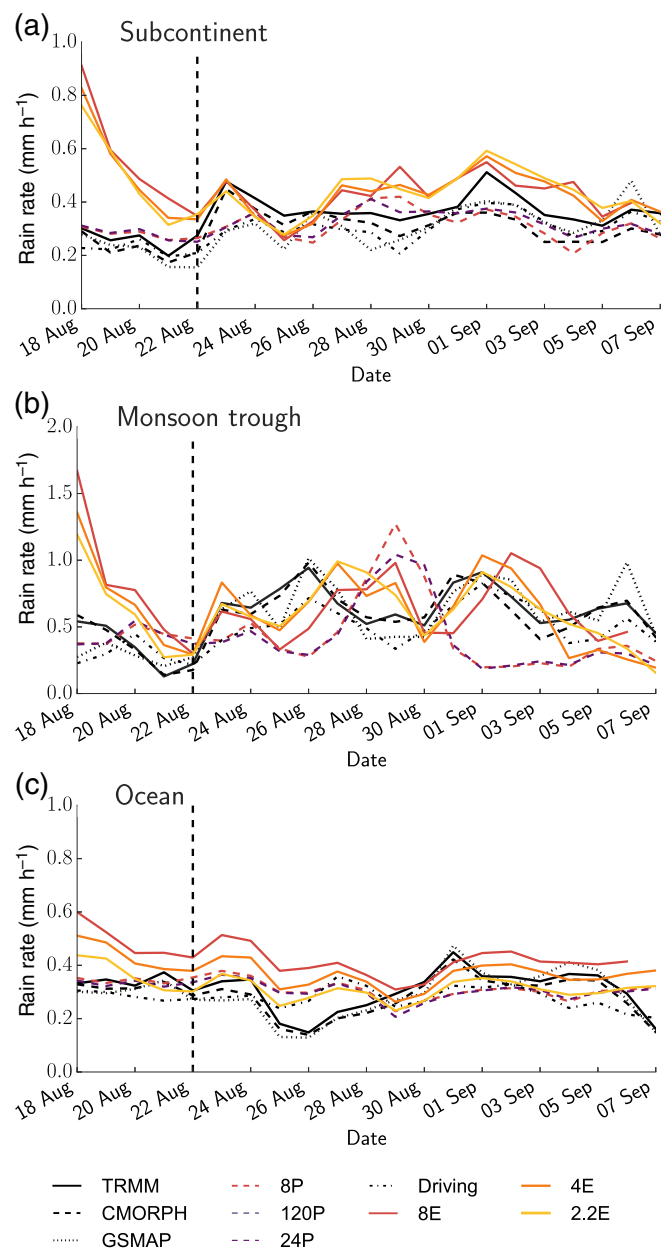 (a)
Subcontinent
1.0
0.8
0.6
0.4
0.2
0.0
Rain rate (mm h⁻¹)
18 Aug 20 Aug 22 Aug 24 Aug 26 Aug 28 Aug 30 Aug 01 Sep 03 Sep 05 Sep 07 Sep
Date
(b)
Monsoon trough
2.0
1.5
1.0
0.5
0.0
Rain rate (mm h⁻¹)
18 Aug 20 Aug 22 Aug 24 Aug 26 Aug 28 Aug 30 Aug 01 Sep 03 Sep 05 Sep 07 Sep
Date
(c)
Ocean
1.0
0.8
0.6
0.4
0.2
0.0
Rain rate (mm h⁻¹)
18 Aug 20 Aug 22 Aug 24 Aug 26 Aug 28 Aug 30 Aug 01 Sep 03 Sep 05 Sep 07 Sep
Date
TRMM 8P Driving 4E
CMORPH 120P 8E 2.2E
GSMAP 24P